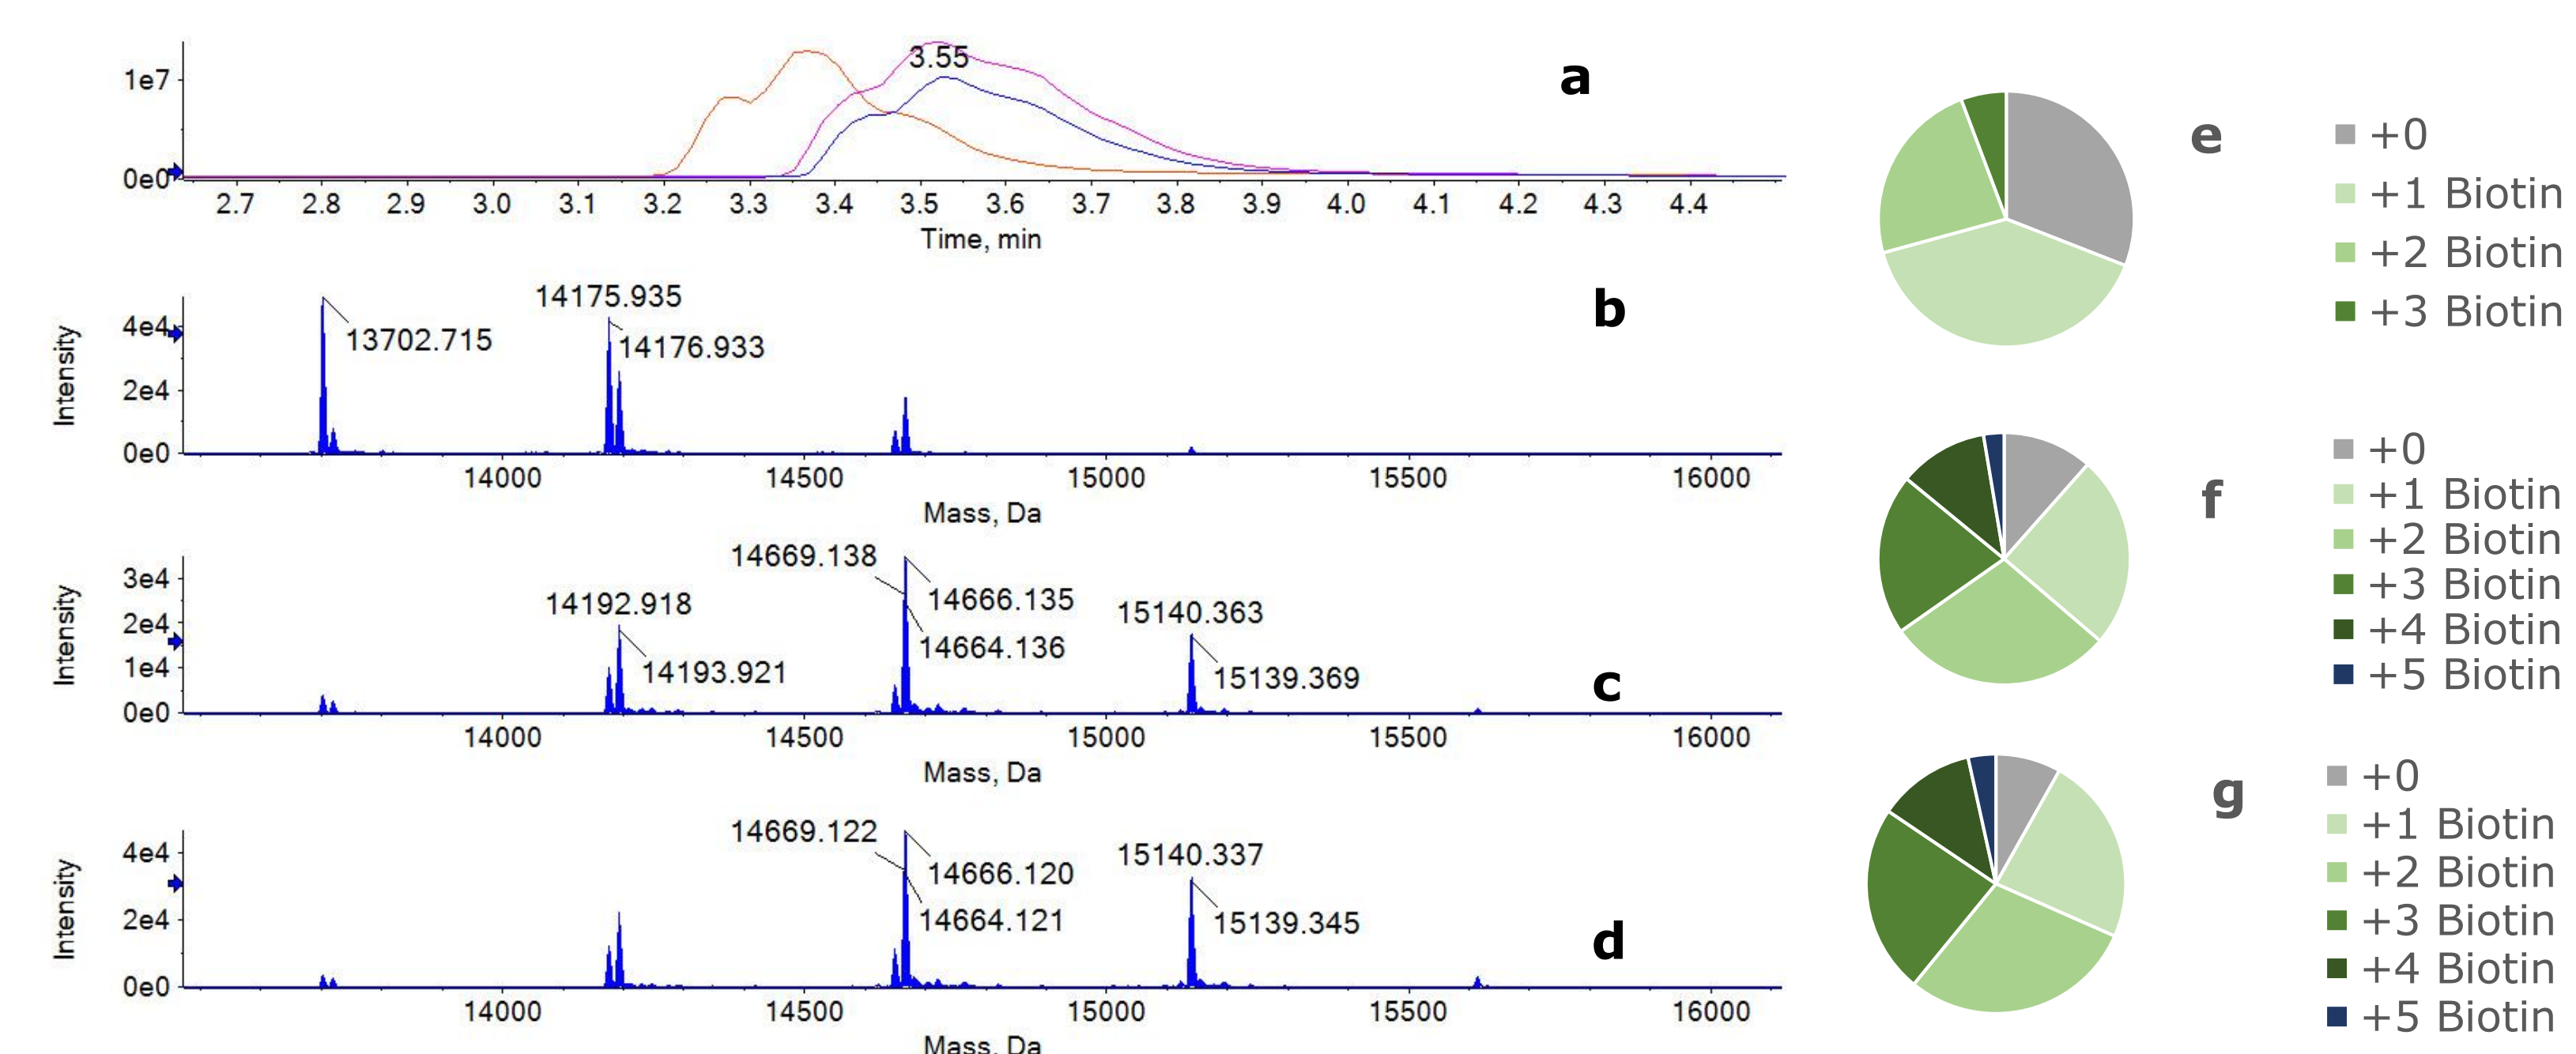 3.55
a
1e7
0e0
2.7 2.8 2.9 3.0 3.1 3.2 3.3 3.4 3.5 3.6 3.7 3.8 3.9 4.0 4.1 4.2 4.3 4.4
Time, min
b
Intensity
4e4
2e4
0e0
14175.935
13702.715
14176.933
14000 14500 15000 15500 16000
Mass, Da
c
Intensity
3e4
2e4
1e4
0e0
14669.138
14666.135
14192.918
15140.363
14664.136
14193.921
15139.369
14000 14500 15000 15500 16000
Mass, Da
d
Intensity
4e4
2e4
0e0
14669.122
15140.337
14666.120
14664.121
15139.345
14000 14500 15000 15500 16000
Mass, Da
e
+0
+1 Biotin
+2 Biotin
+3 Biotin
f
+0
+1 Biotin
+2 Biotin
+3 Biotin
+4 Biotin
+5 Biotin
g
+0
+1 Biotin
+2 Biotin
+3 Biotin
+4 Biotin
+5 Biotin